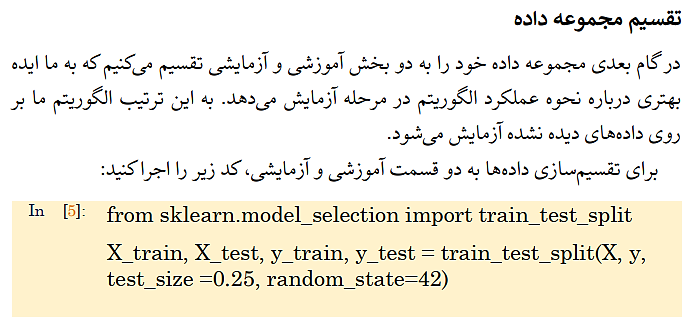 تقسیم مجموعه داده
در گام بعدی مجموعه داده خود را به دو بخش آموزشی و آزمایشی تقسیم می‌کنیم که به ما ایده
بهتری درباره نحوه عملکرد الگوریتم در مرحله آزمایش می‌دهد. به این ترتیب الگوریتم ما بر
روی داده‌های دیده نشده آزمایش می‌شود.
برای تقسیم‌سازی داده‌ها به دو قسمت آموزشی و آزمایشی، کد زیر را اجرا کنید:
In [5]: from sklearn.model_selection import train_test_split
X_train, X_test, y_train, y_test = train_test_split(X, y,
test_size =0.25, random_state=42)